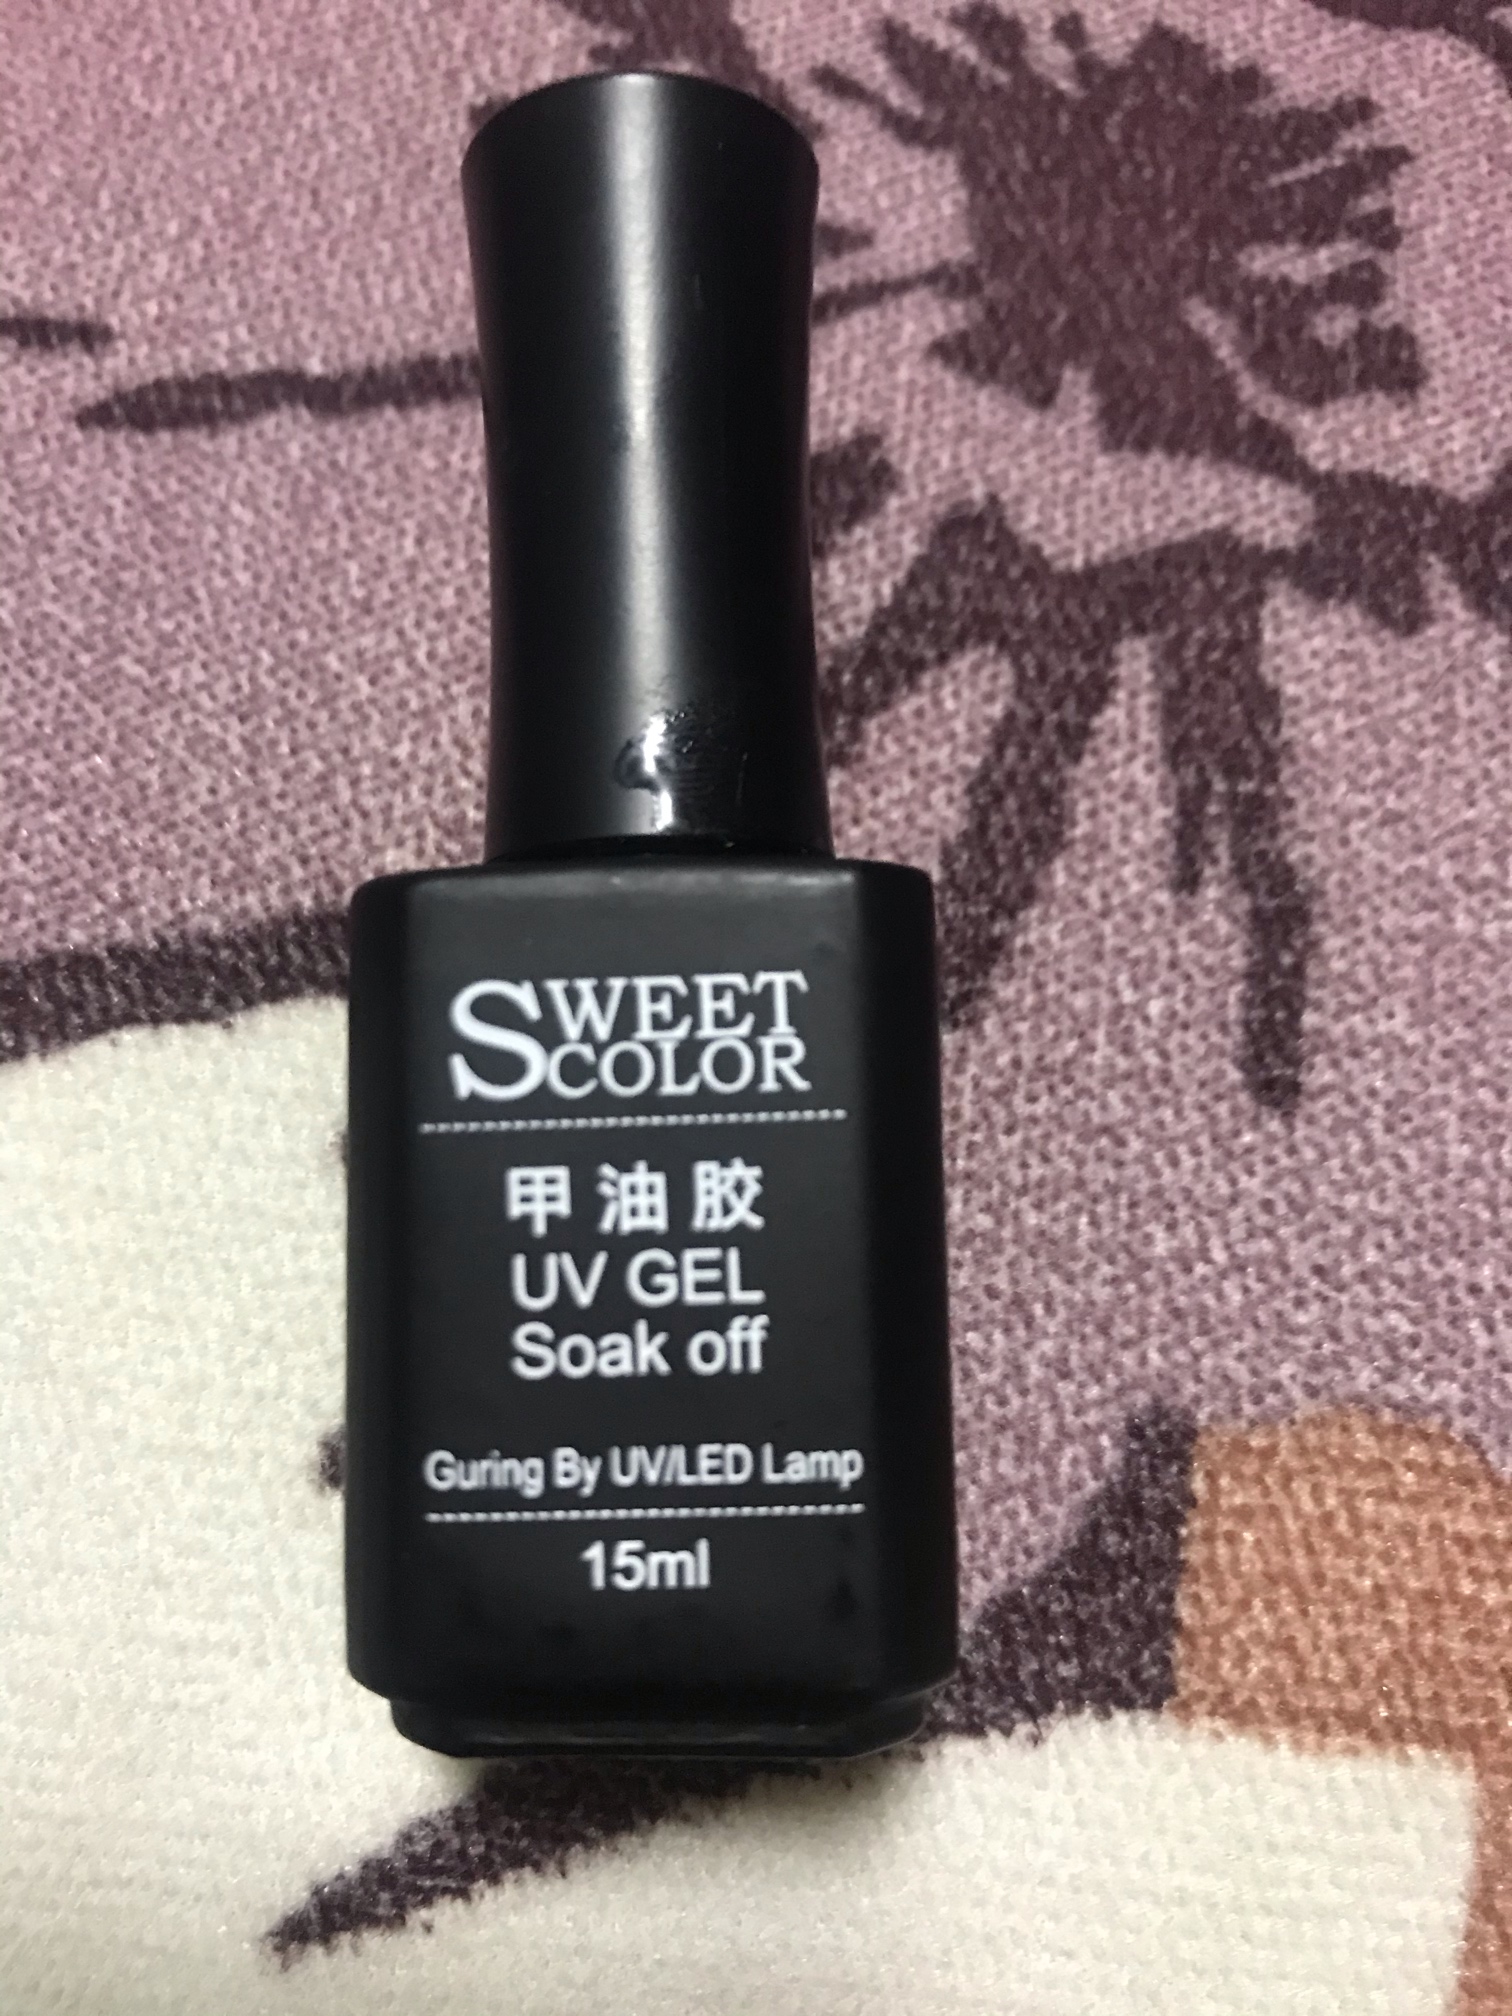 SWEET
COLOR
甲油胶
UV GEL
Soak off
Guring By UV/LED Lamp
15ml